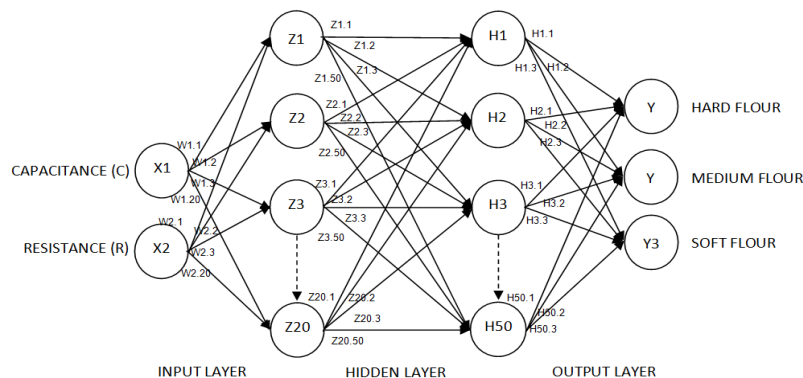 Z1
Z1.1
Z1.2
Z1.3
Z1.50
H1
H1.1
H1.2
H1.3
Z2
Z2.1
Z2.2
Z2.3
Z2.50
H2
H2.1
H2.2
H2.3
Y
HARD FLOUR
CAPACITANCE (C)
X1
W1.1
W1.2
W1.3
W1.20
Z3
Z3.1
Z3.2
Z3.3
Z3.50
H3
H3.1
H3.2
H3.3
Y
MEDIUM FLOUR
RESISTANCE (R)
X2
W2.1
W2.2
W2.3
W2.20
Y3
SOFT FLOUR
Z20
Z20.1
Z20.2
Z20.3
Z20.50
H50
H50.1
H50.2
H50.3
INPUT LAYER
HIDDEN LAYER
OUTPUT LAYER